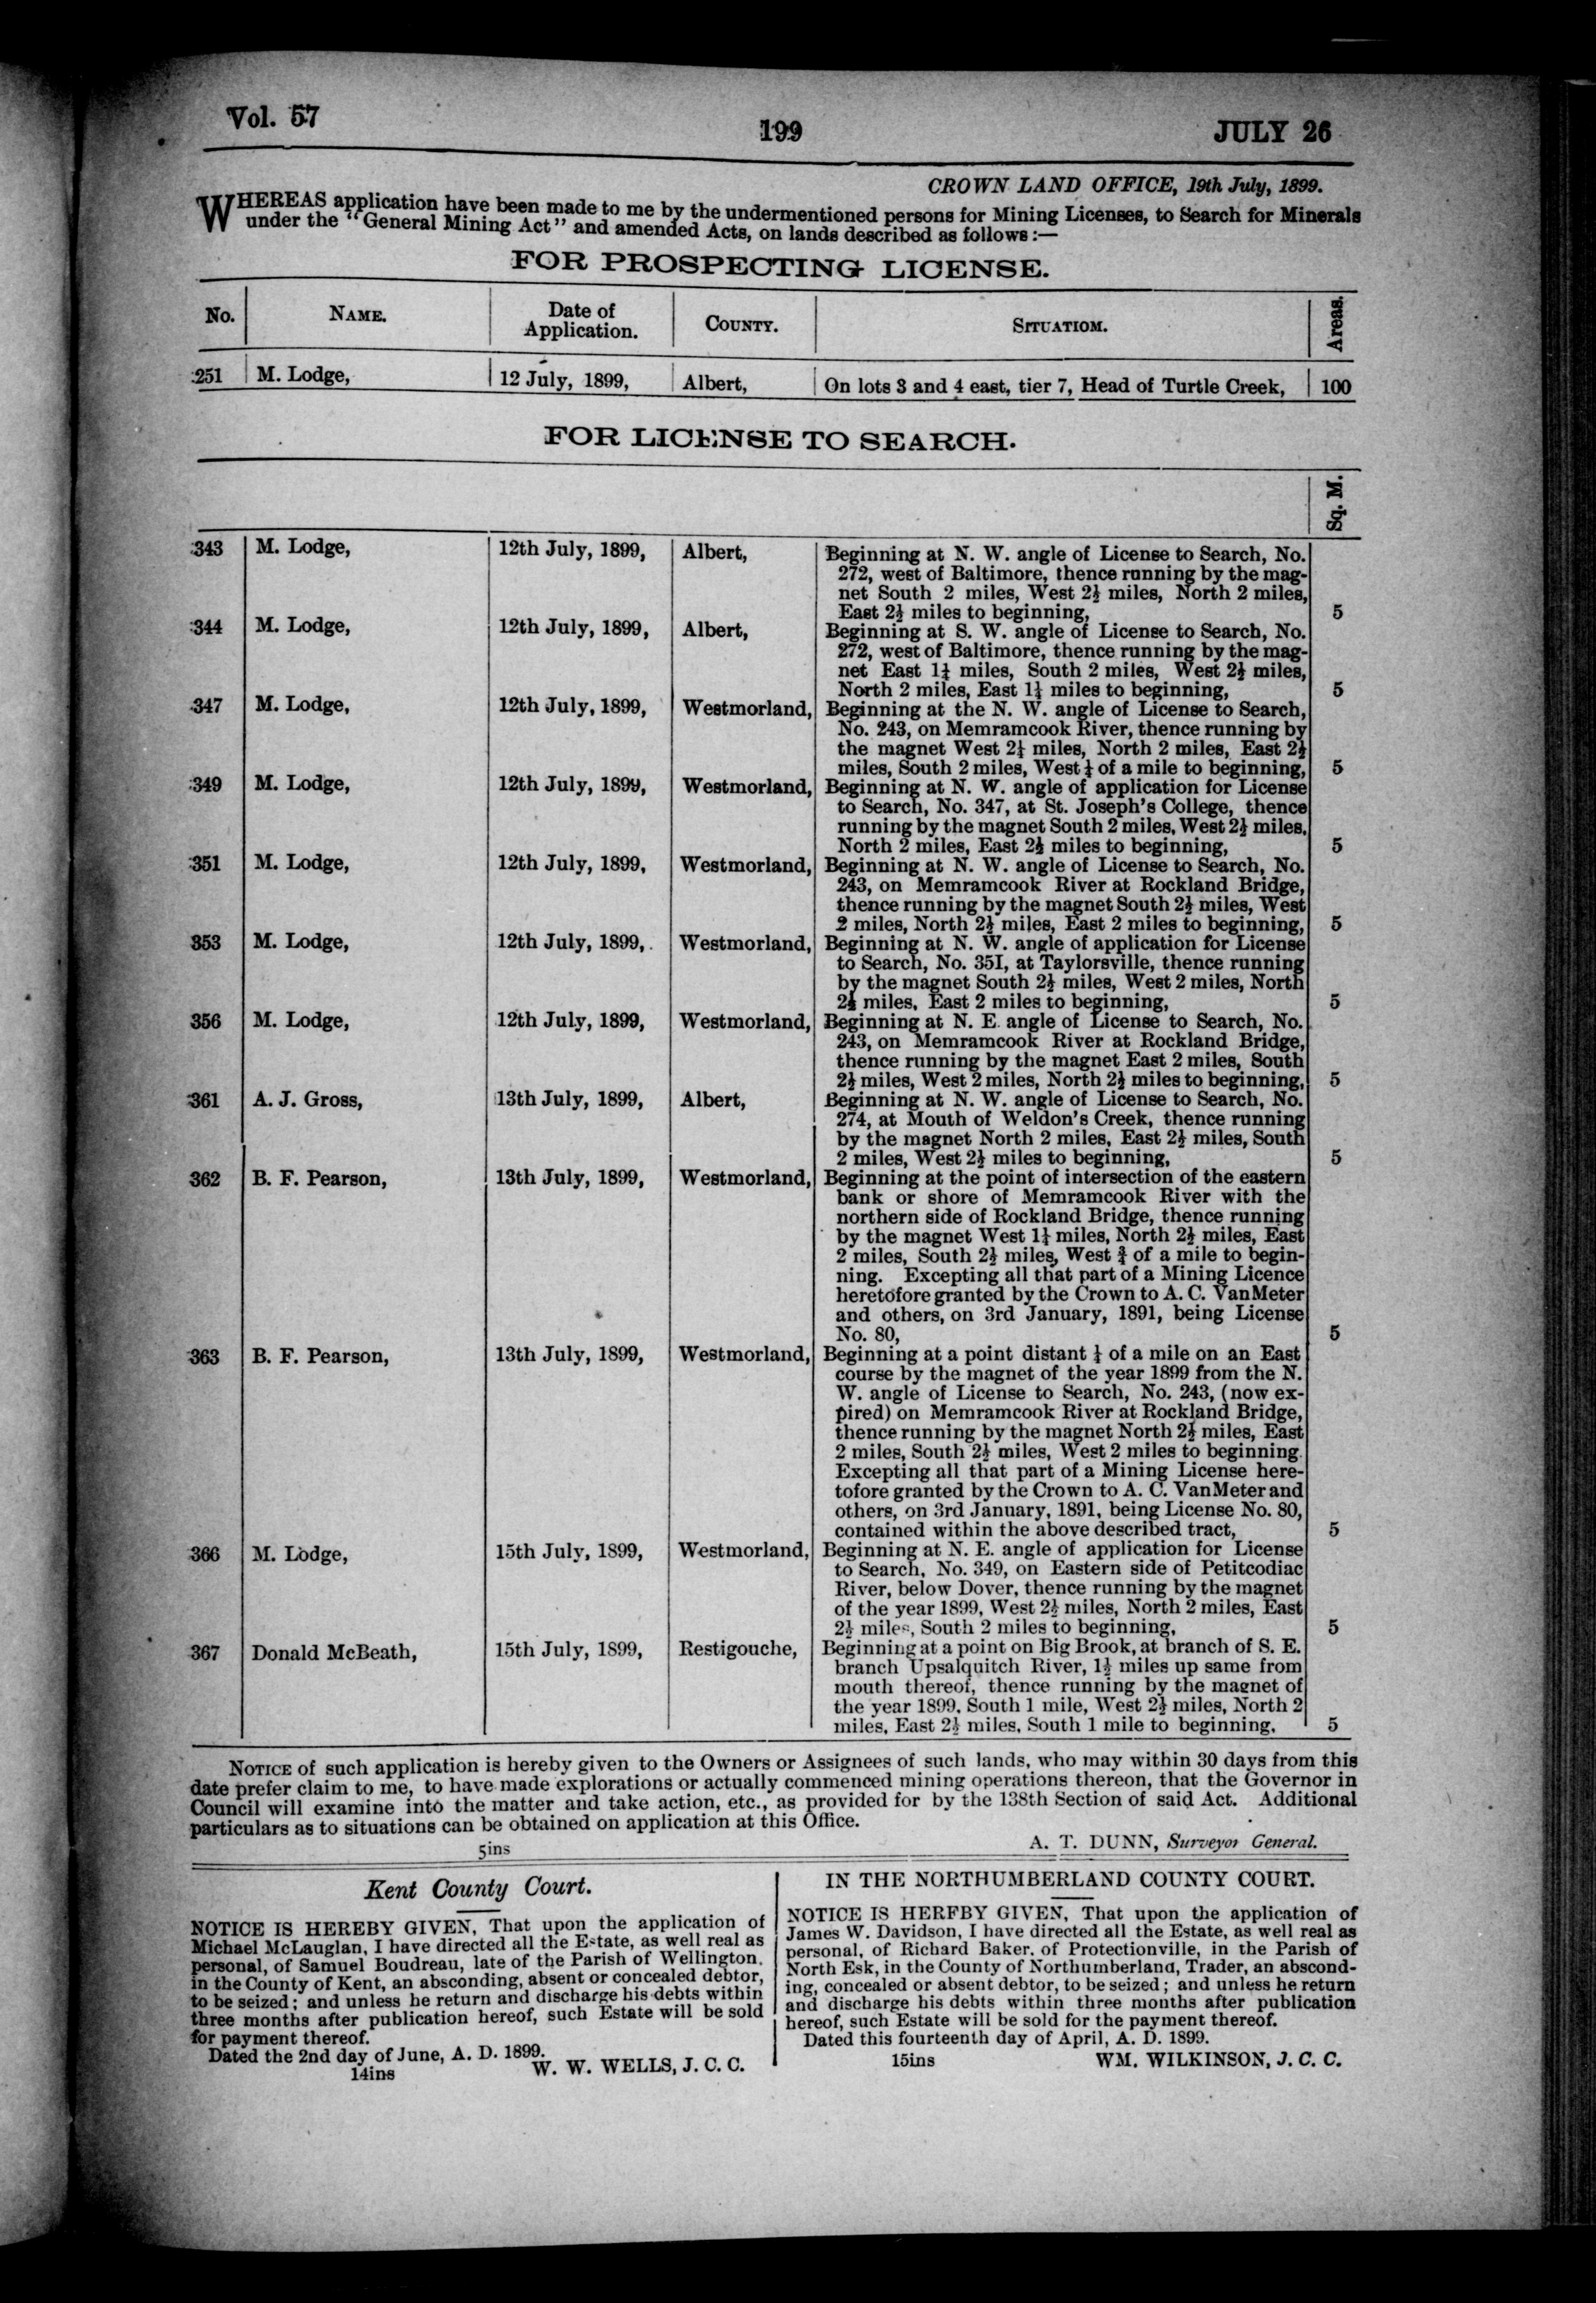 Vol. 57
199
JULY 26
CROWN LAND OFFICE, 19th July, 1899.
WHEREAS application have been made to me by the undermentioned persons for Mining Licenses, to Search for Minerals
under the "General Mining Act" and amended Acts, on lands described as follows:—
FOR PROSPECTING LICENSE.
No. NAME. Date of Application. COUNTY. SITUATIOM. Areas.
251 M. Lodge, 12 July, 1899, Albert, On lots 3 and 4 east, tier 7, Head of Turtle Creek, 100
FOR LICENSE TO SEARCH.
Sq. M.
343 M. Lodge, 12th July, 1899, Albert, Beginning at N. W. angle of License to Search, No.
272, west of Baltimore, thence running by the mag-
net South 2 miles, West 2½ miles, North 2 miles,
East 2½ miles to beginning, 5
344 M. Lodge, 12th July, 1899, Albert, Beginning at S. W. angle of License to Search, No.
272, west of Baltimore, thence running by the mag-
net East 1¼ miles, South 2 miles, West 2½ miles,
North 2 miles, East 1¼ miles to beginning, 5
347 M. Lodge, 12th July, 1899, Westmorland, Beginning at the N. W. angle of License to Search,
No. 243, on Memramcook River, thence running by
the magnet West 2¼ miles, North 2 miles, East 2½
miles, South 2 miles, West ¼ of a mile to beginning, 5
349 M. Lodge, 12th July, 1899, Westmorland, Beginning at N. W. angle of application for License
to Search, No. 347, at St. Joseph's College, thence
running by the magnet South 2 miles, West 2½ miles,
North 2 miles, East 2½ miles to beginning, 5
351 M. Lodge, 12th July, 1899, Westmorland, Beginning at N. W. angle of License to Search, No.
243, on Memramcook River at Rockland Bridge,
thence running by the magnet South 2½ miles, West
2 miles, North 2½ miles, East 2 miles to beginning, 5
353 M. Lodge, 12th July, 1899, Westmorland, Beginning at N. W. angle of application for License
to Search, No. 35I, at Taylorsville, thence running
by the magnet South 2½ miles, West 2 miles, North
2½ miles, East 2 miles to beginning, 5
356 M. Lodge, 12th July, 1899, Westmorland, Beginning at N. E. angle of License to Search, No.
243, on Memramcook River at Rockland Bridge,
thence running by the magnet East 2 miles, South
2½ miles, West 2 miles, North 2½ miles to beginning, 5
361 A. J. Gross, 13th July, 1899, Albert, Beginning at N. W. angle of License to Search, No.
274, at Mouth of Weldon's Creek, thence running
by the magnet North 2 miles, East 2½ miles, South
2 miles, West 2½ miles to beginning, 5
362 B. F. Pearson, 13th July, 1899, Westmorland, Beginning at the point of intersection of the eastern
bank or shore of Memramcook River with the
northern side of Rockland Bridge, thence running
by the magnet West 1¼ miles, North 2½ miles, East
2 miles, South 2½ miles, West ¾ of a mile to begin-
ning. Excepting all that part of a Mining Licence
heretofore granted by the Crown to A. C. VanMeter
and others, on 3rd January, 1891, being License
No. 80, 5
363 B. F. Pearson, 13th July, 1899, Westmorland, Beginning at a point distant ¼ of a mile on an East
course by the magnet of the year 1899 from the N.
W. angle of License to Search, No. 243, (now ex-
pired) on Memramcook River at Rockland Bridge,
thence running by the magnet North 2½ miles, East
2 miles, South 2½ miles, West 2 miles to beginning.
Excepting all that part of a Mining License here-
tofore granted by the Crown to A. C. VanMeter and
others, on 3rd January, 1891, being License No. 80,
contained within the above described tract, 5
366 M. Lodge, 15th July, 1899, Westmorland, Beginning at N. E. angle of application for License
to Search, No. 349, on Eastern side of Petitcodiac
River, below Dover, thence running by the magnet
of the year 1899, West 2½ miles, North 2 miles, East
2½ miles, South 2 miles to beginning, 5
367 Donald McBeath, 15th July, 1899, Restigouche, Beginning at a point on Big Brook, at branch of S. E.
branch Upsalquitch River, 1½ miles up same from
mouth thereof, thence running by the magnet of
the year 1899, South 1 mile, West 2½ miles, North 2
miles, East 2½ miles, South 1 mile to beginning. 5
NOTICE of such application is hereby given to the Owners or Assignees of such lands, who may within 30 days from this
date prefer claim to me, to have made explorations or actually commenced mining operations thereon, that the Governor in
Council will examine into the matter and take action, etc., as provided for by the 138th Section of said Act. Additional
particulars as to situations can be obtained on application at this Office.
5ins A. T. DUNN, Surveyor General.
Kent County Court.
NOTICE IS HEREBY GIVEN, That upon the application of
Michael McLauglan, I have directed all the Estate, as well real as
personal, of Samuel Boudreau, late of the Parish of Wellington,
in the County of Kent, an absconding, absent or concealed debtor,
to be seized; and unless he return and discharge his debts within
three months after publication hereof, such Estate will be sold
for payment thereof.
Dated the 2nd day of June, A. D. 1899.
14ins W. W. WELLS, J. C. C.
IN THE NORTHUMBERLAND COUNTY COURT.
NOTICE IS HERFBY GIVEN, That upon the application of
James W. Davidson, I have directed all the Estate, as well real as
personal, of Richard Baker, of Protectionville, in the Parish of
North Esk, in the County of Northumberland, Trader, an abscond-
ing, concealed or absent debtor, to be seized; and unless he return
and discharge his debts within three months after publication
hereof, such Estate will be sold for the payment thereof.
Dated this fourteenth day of April, A. D. 1899.
15ins WM. WILKINSON, J. C. C.